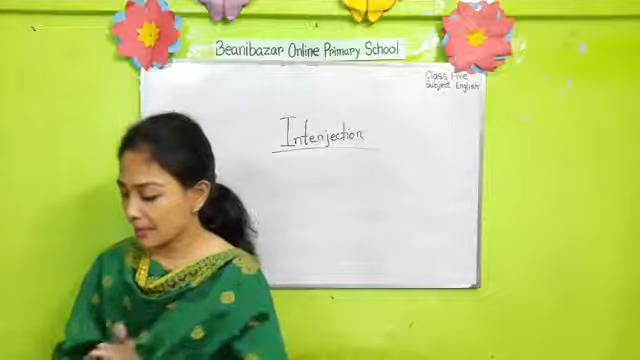 Beanibazar Online Primary School
Class Five
Subject English
Interjection